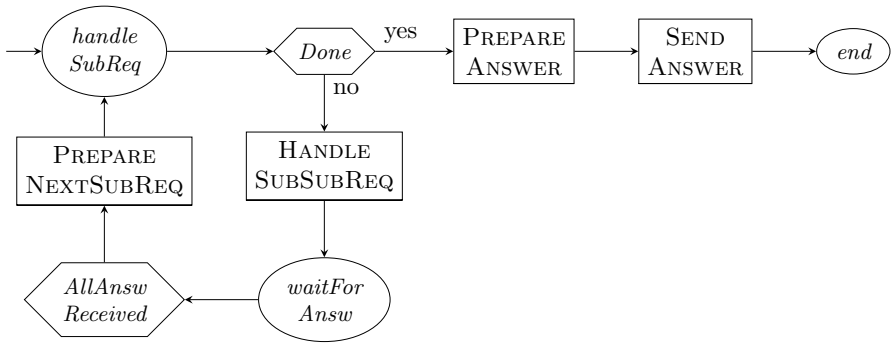 handle
SubReq
Done
yes
PREPARE
ANSWER
SEND
ANSWER
end
no
PREPARE
NEXTSUBREQ
HANDLE
SUBSUBREQ
AllAnsw
Received
waitFor
Answ